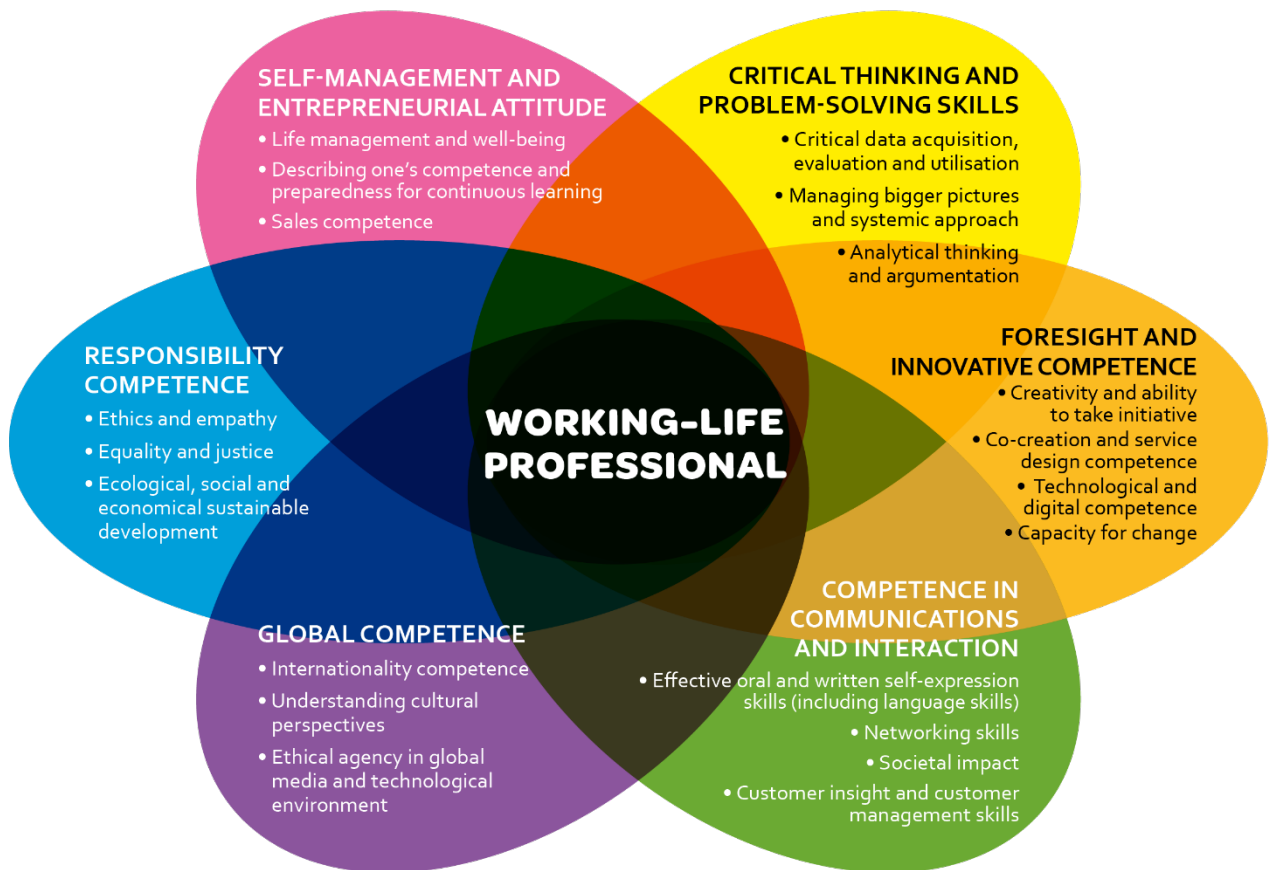 SELF-MANAGEMENT AND
ENTREPRENEURIAL ATTITUDE
• Life management and well-being
• Describing one's competence and
preparedness for continuous learning
• Sales competence
CRITICAL THINKING AND
PROBLEM-SOLVING SKILLS
• Critical data acquisition,
evaluation and utilisation
• Managing bigger pictures
and systemic approach
• Analytical thinking
and argumentation
RESPONSIBILITY
COMPETENCE
• Ethics and empathy
• Equality and justice
• Ecological, social and
economical sustainable
development
WORKING-LIFE
PROFESSIONAL
FORESIGHT AND
INNOVATIVE COMPETENCE
• Creativity and ability
to take initiative
• Co-creation and service
design competence
• Technological and
digital competence
• Capacity for change
GLOBAL COMPETENCE
• Internationality competence
• Understanding cultural
perspectives
• Ethical agency in global
media and technological
environment
COMPETENCE IN
COMMUNICATIONS
AND INTERACTION
• Effective oral and written self-expression
skills (including language skills)
• Networking skills
• Societal impact
• Customer insight and customer
management skills